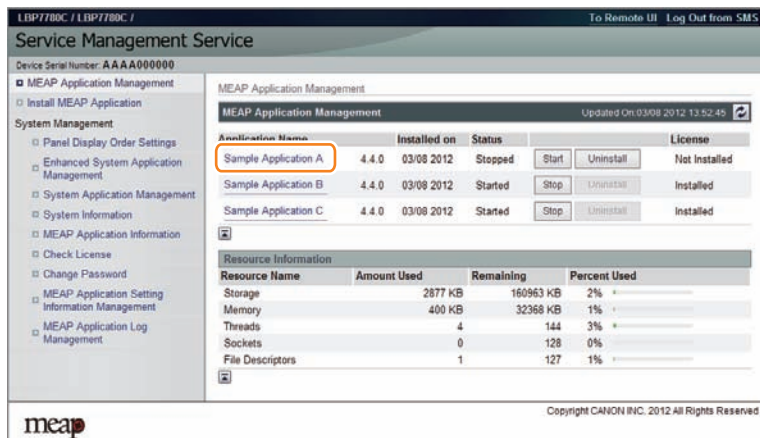 LBP7780C / LBP7780C / To Remote UI Log Out from SMS
Service Management Service
Device Serial Number: AAAA000000
MEAP Application Management
Install MEAP Application
System Management
Panel Display Order Settings
Enhanced System Application
Management
System Application Management
System Information
MEAP Application Information
Check License
Change Password
MEAP Application Setting
Information Management
MEAP Application Log
Management
MEAP Application Management
MEAP Application Management Updated On:03/08 2012 13:52:45
Application Name Installed on Status License
Sample Application A 4.4.0 03/08 2012 Stopped Start Uninstall Not Installed
Sample Application B 4.4.0 03/08 2012 Started Stop Uninstall Installed
Sample Application C 4.4.0 03/08 2012 Started Stop Uninstall Installed
Resource Information
Resource Name Amount Used Remaining Percent Used
Storage 2877 KB 160963 KB 2%
Memory 400 KB 32368 KB 1%
Threads 4 144 3%
Sockets 0 128 0%
File Descriptors 1 127 1%
Copyright CANON INC. 2012 All Rights Reserved
meap